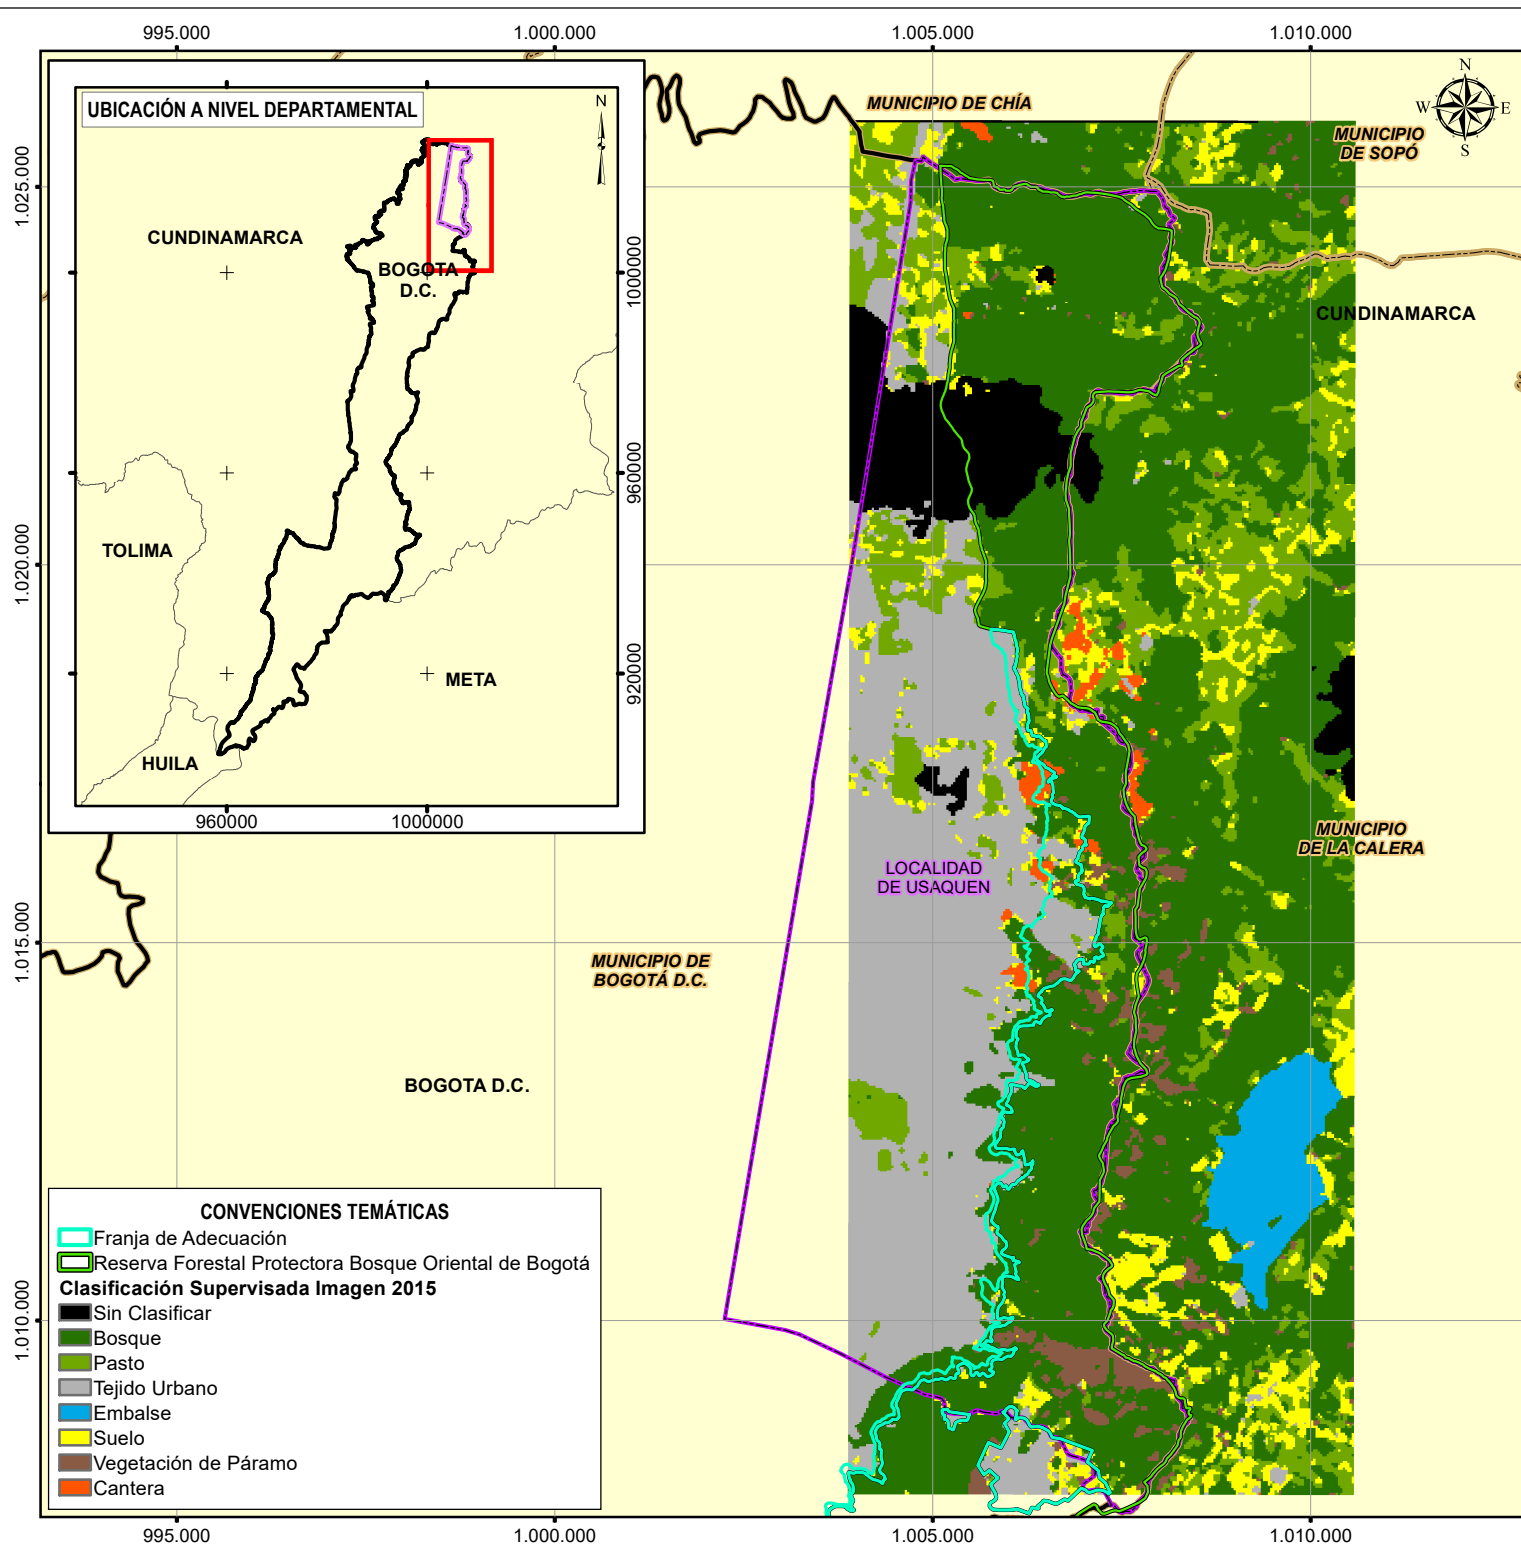 995.000
1.000.000
1.005.000
1.010.000
UBICACIÓN A NIVEL DEPARTAMENTAL
N
CUNDINAMARCA
BOGOTA
D.C.
TOLIMA
META
HUILA
1000000
960000
920000
960000
1000000
MUNICIPIO DE CHÍA
MUNICIPIO
DE SOPÓ
N
W
E
S
CUNDINAMARCA
MUNICIPIO
DE LA CALERA
LOCALIDAD
DE USAQUEN
MUNICIPIO DE
BOGOTÁ D.C.
BOGOTA D.C.
1.025.000
1.020.000
1.015.000
1.010.000
CONVENCIONES TEMÁTICAS
Franja de Adecuación
Reserva Forestal Protectora Bosque Oriental de Bogotá
Clasificación Supervisada Imagen 2015
Sin Clasificar
Bosque
Pasto
Tejido Urbano
Embalse
Suelo
Vegetación de Páramo
Cantera
995.000
1.000.000
1.005.000
1.010.000